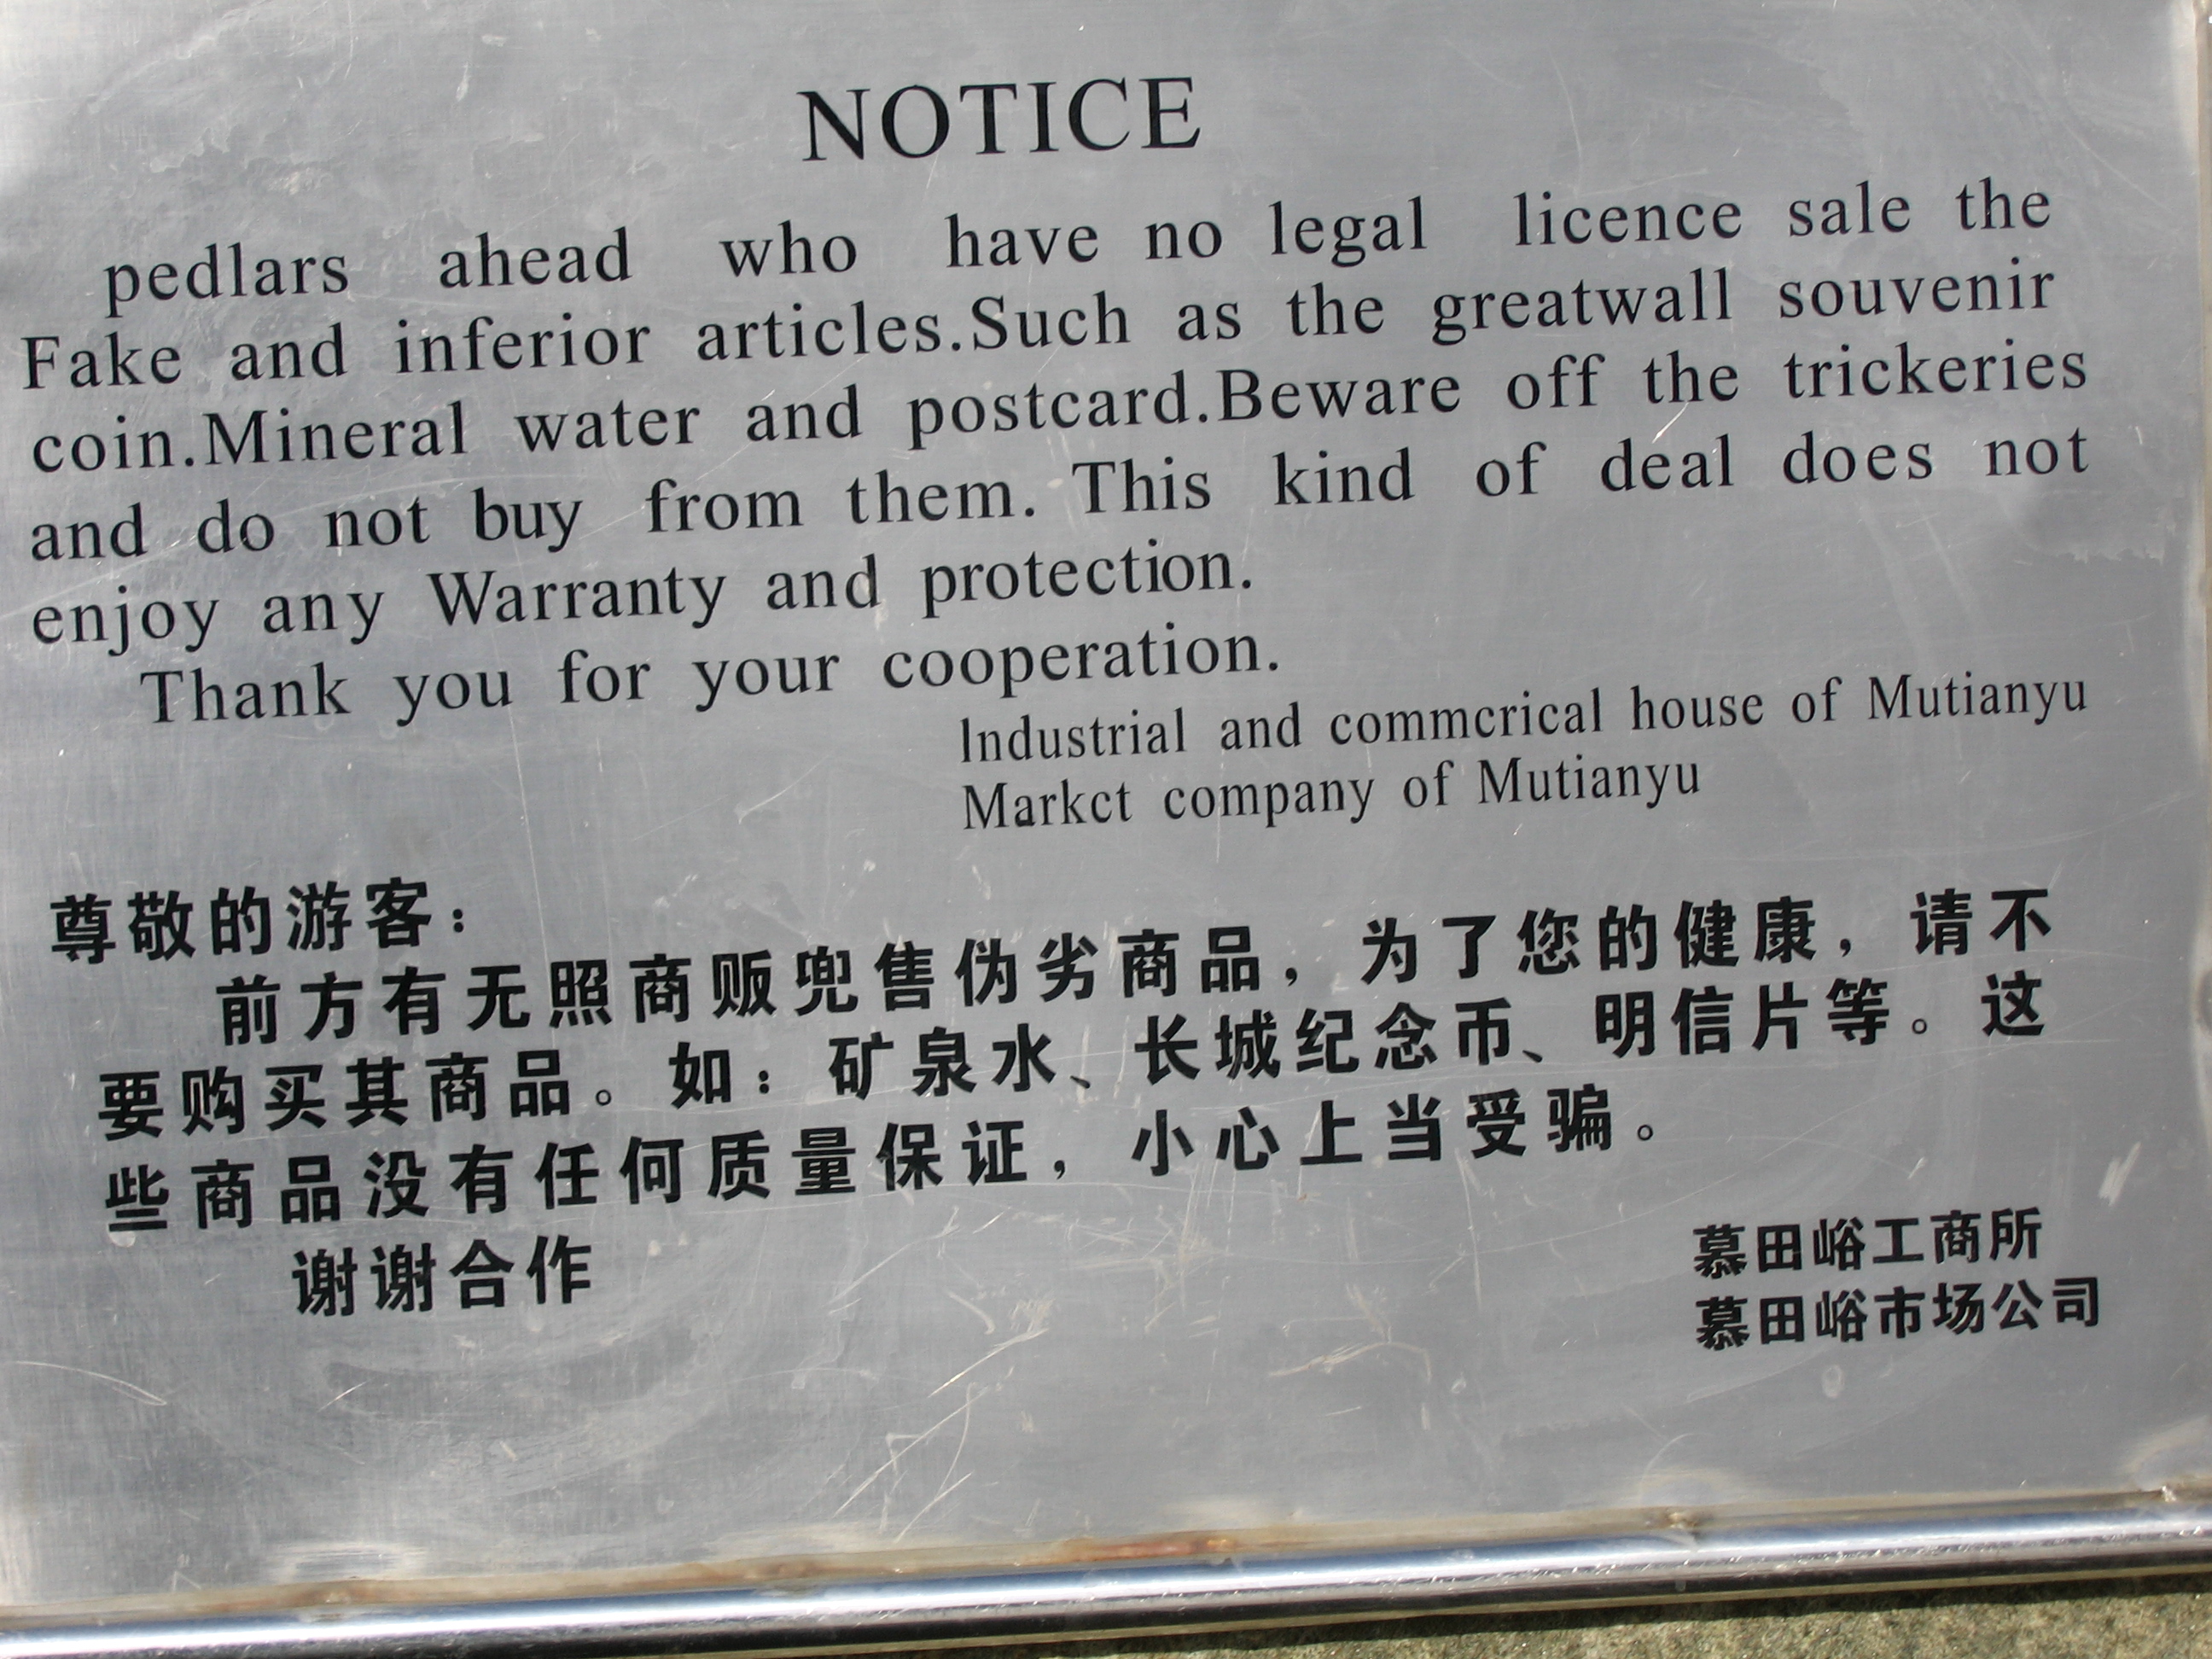 NOTICE
pedlars ahead who have no legal licence sale the
Fake and inferior articles.Such as the greatwall souvenir
coin.Mineral water and postcard.Beware off the trickeries
and do not buy from them. This kind of deal does not
enjoy any Warranty and protection.
Thank you for your cooperation.
Industrial and commcrical house of Mutianyu
Markct company of Mutianyu
尊敬的游客：
前方有无照商贩兜售伪劣商品，为了您的健康，请不
要购买其商品。如：矿泉水、长城纪念币、明信片等。这
些商品没有任何质量保证，小心上当受骗。
谢谢合作
慕田峪工商所
慕田峪市场公司